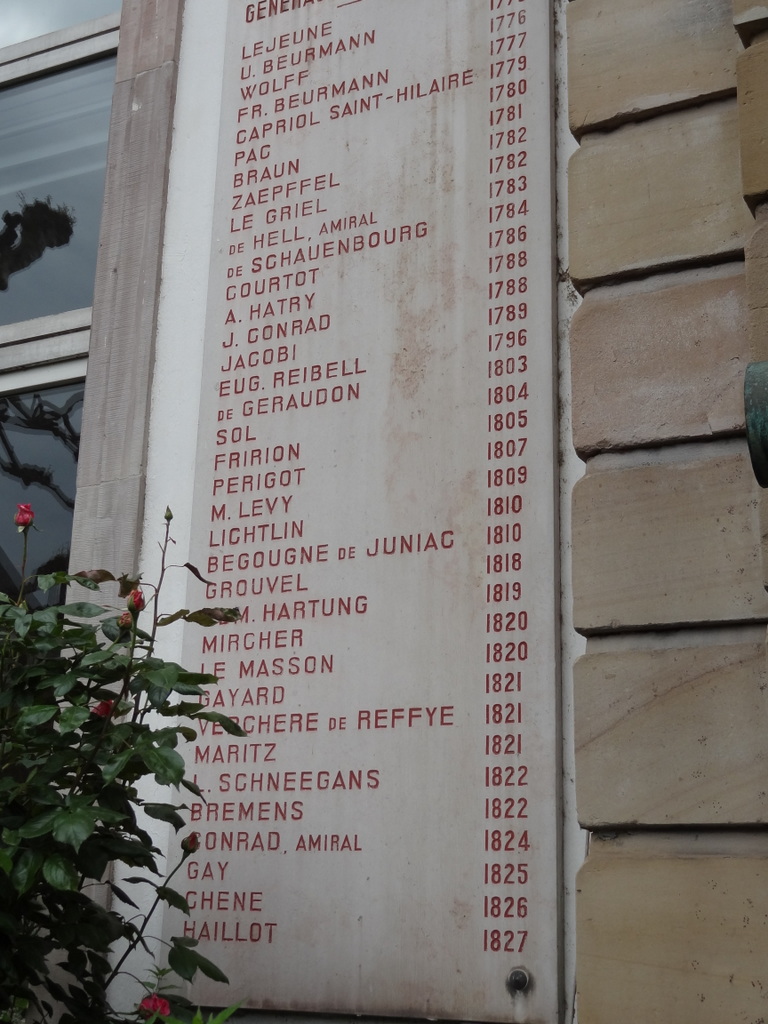 LEJEUNE
U. BEURMANN
WOLFF 1776
FR. BEURMANN 1777
CAPRIOL SAINT-HILAIRE 1779
PAC 1780
BRAUN 1781
ZAEPFFEL 1782
LE GRIEL 1782
DE HELL, AMIRAL 1783
DE SCHAUENBOURG 1784
COURTOT 1786
A. HATRY 1788
J. CONRAD 1788
JACOBI 1789
EUG. REIBELL 1796
DE GERAUDON 1803
SOL 1804
FRIRION 1805
PERIGOT 1807
M. LEVY 1809
LICHTLIN 1810
BEGOUGNE DE JUNIAC 1810
GROUVEL 1818
M. HARTUNG 1819
MIRCHER 1820
LE MASSON 1820
GAYARD 1821
VERCHERE DE REFFYE 1821
MARITZ 1821
L. SCHNEEGANS 1822
BREMENS 1822
CONRAD, AMIRAL 1824
GAY 1825
CHENE 1826
HAILLOT 1827